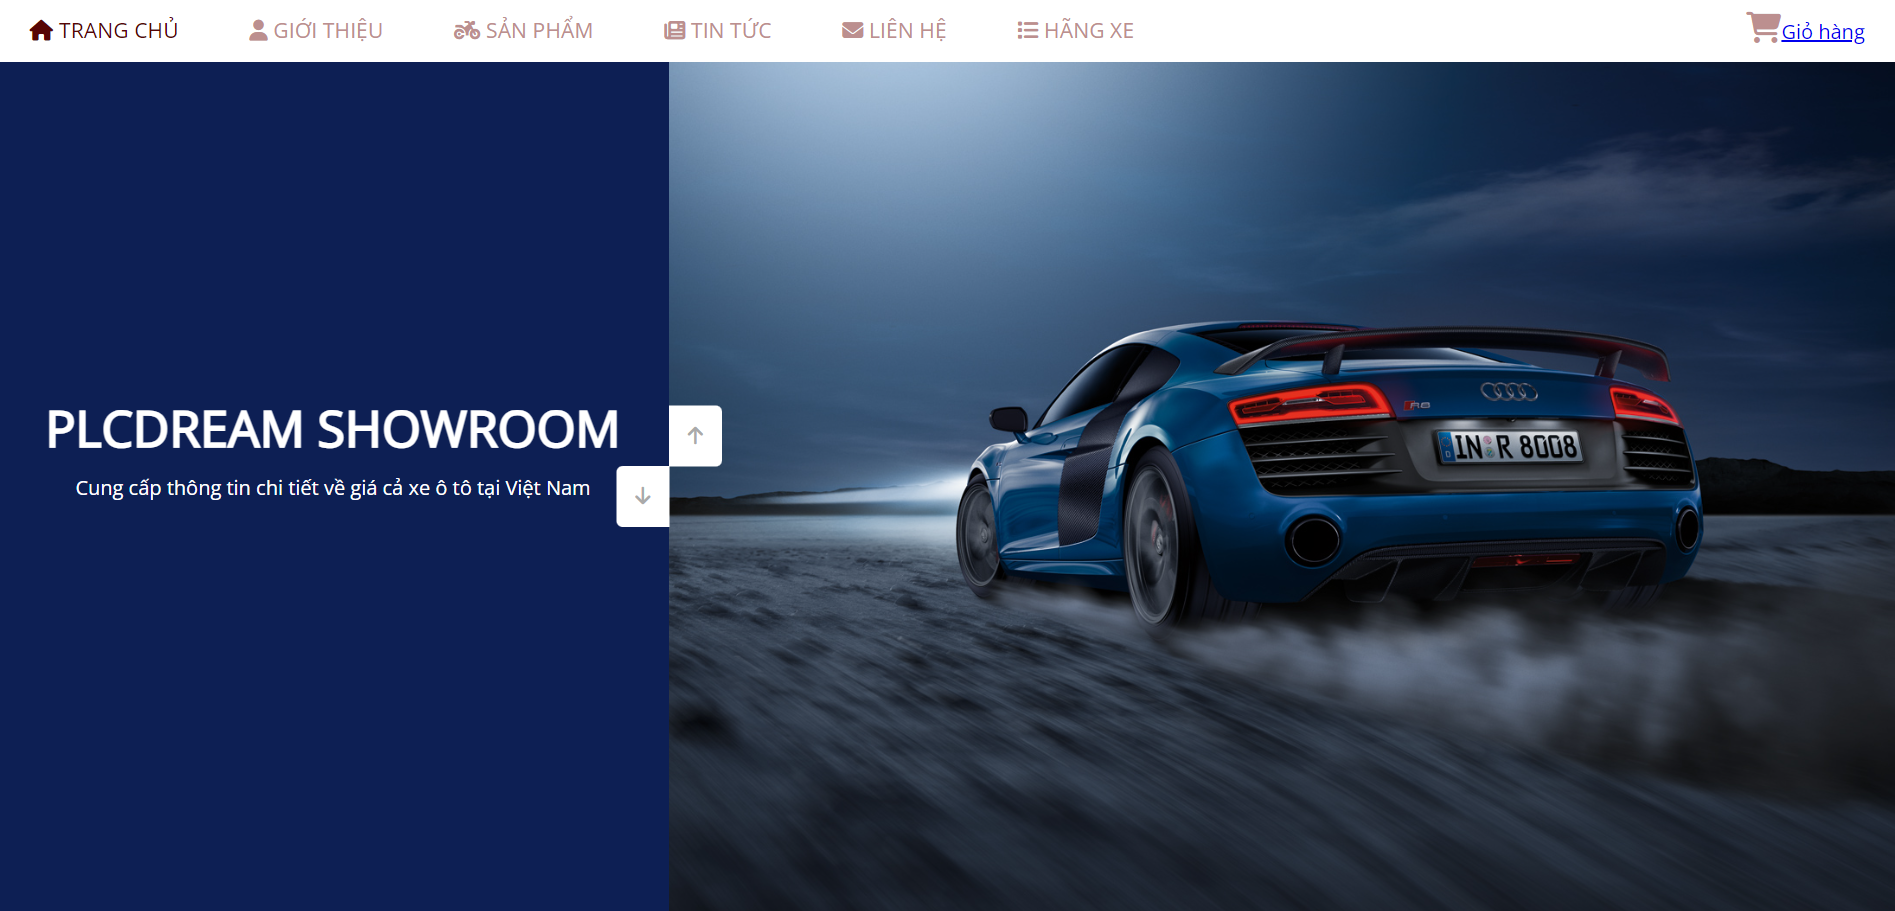 TRANG CHỦ GIỚI THIỆU SẢN PHẨM TIN TỨC LIÊN HỆ HÃNG XE Giỏ hàng
PLCDREAM SHOWROOM
Cung cấp thông tin chi tiết về giá cả xe ô tô tại Việt Nam
R8
IN R 8008